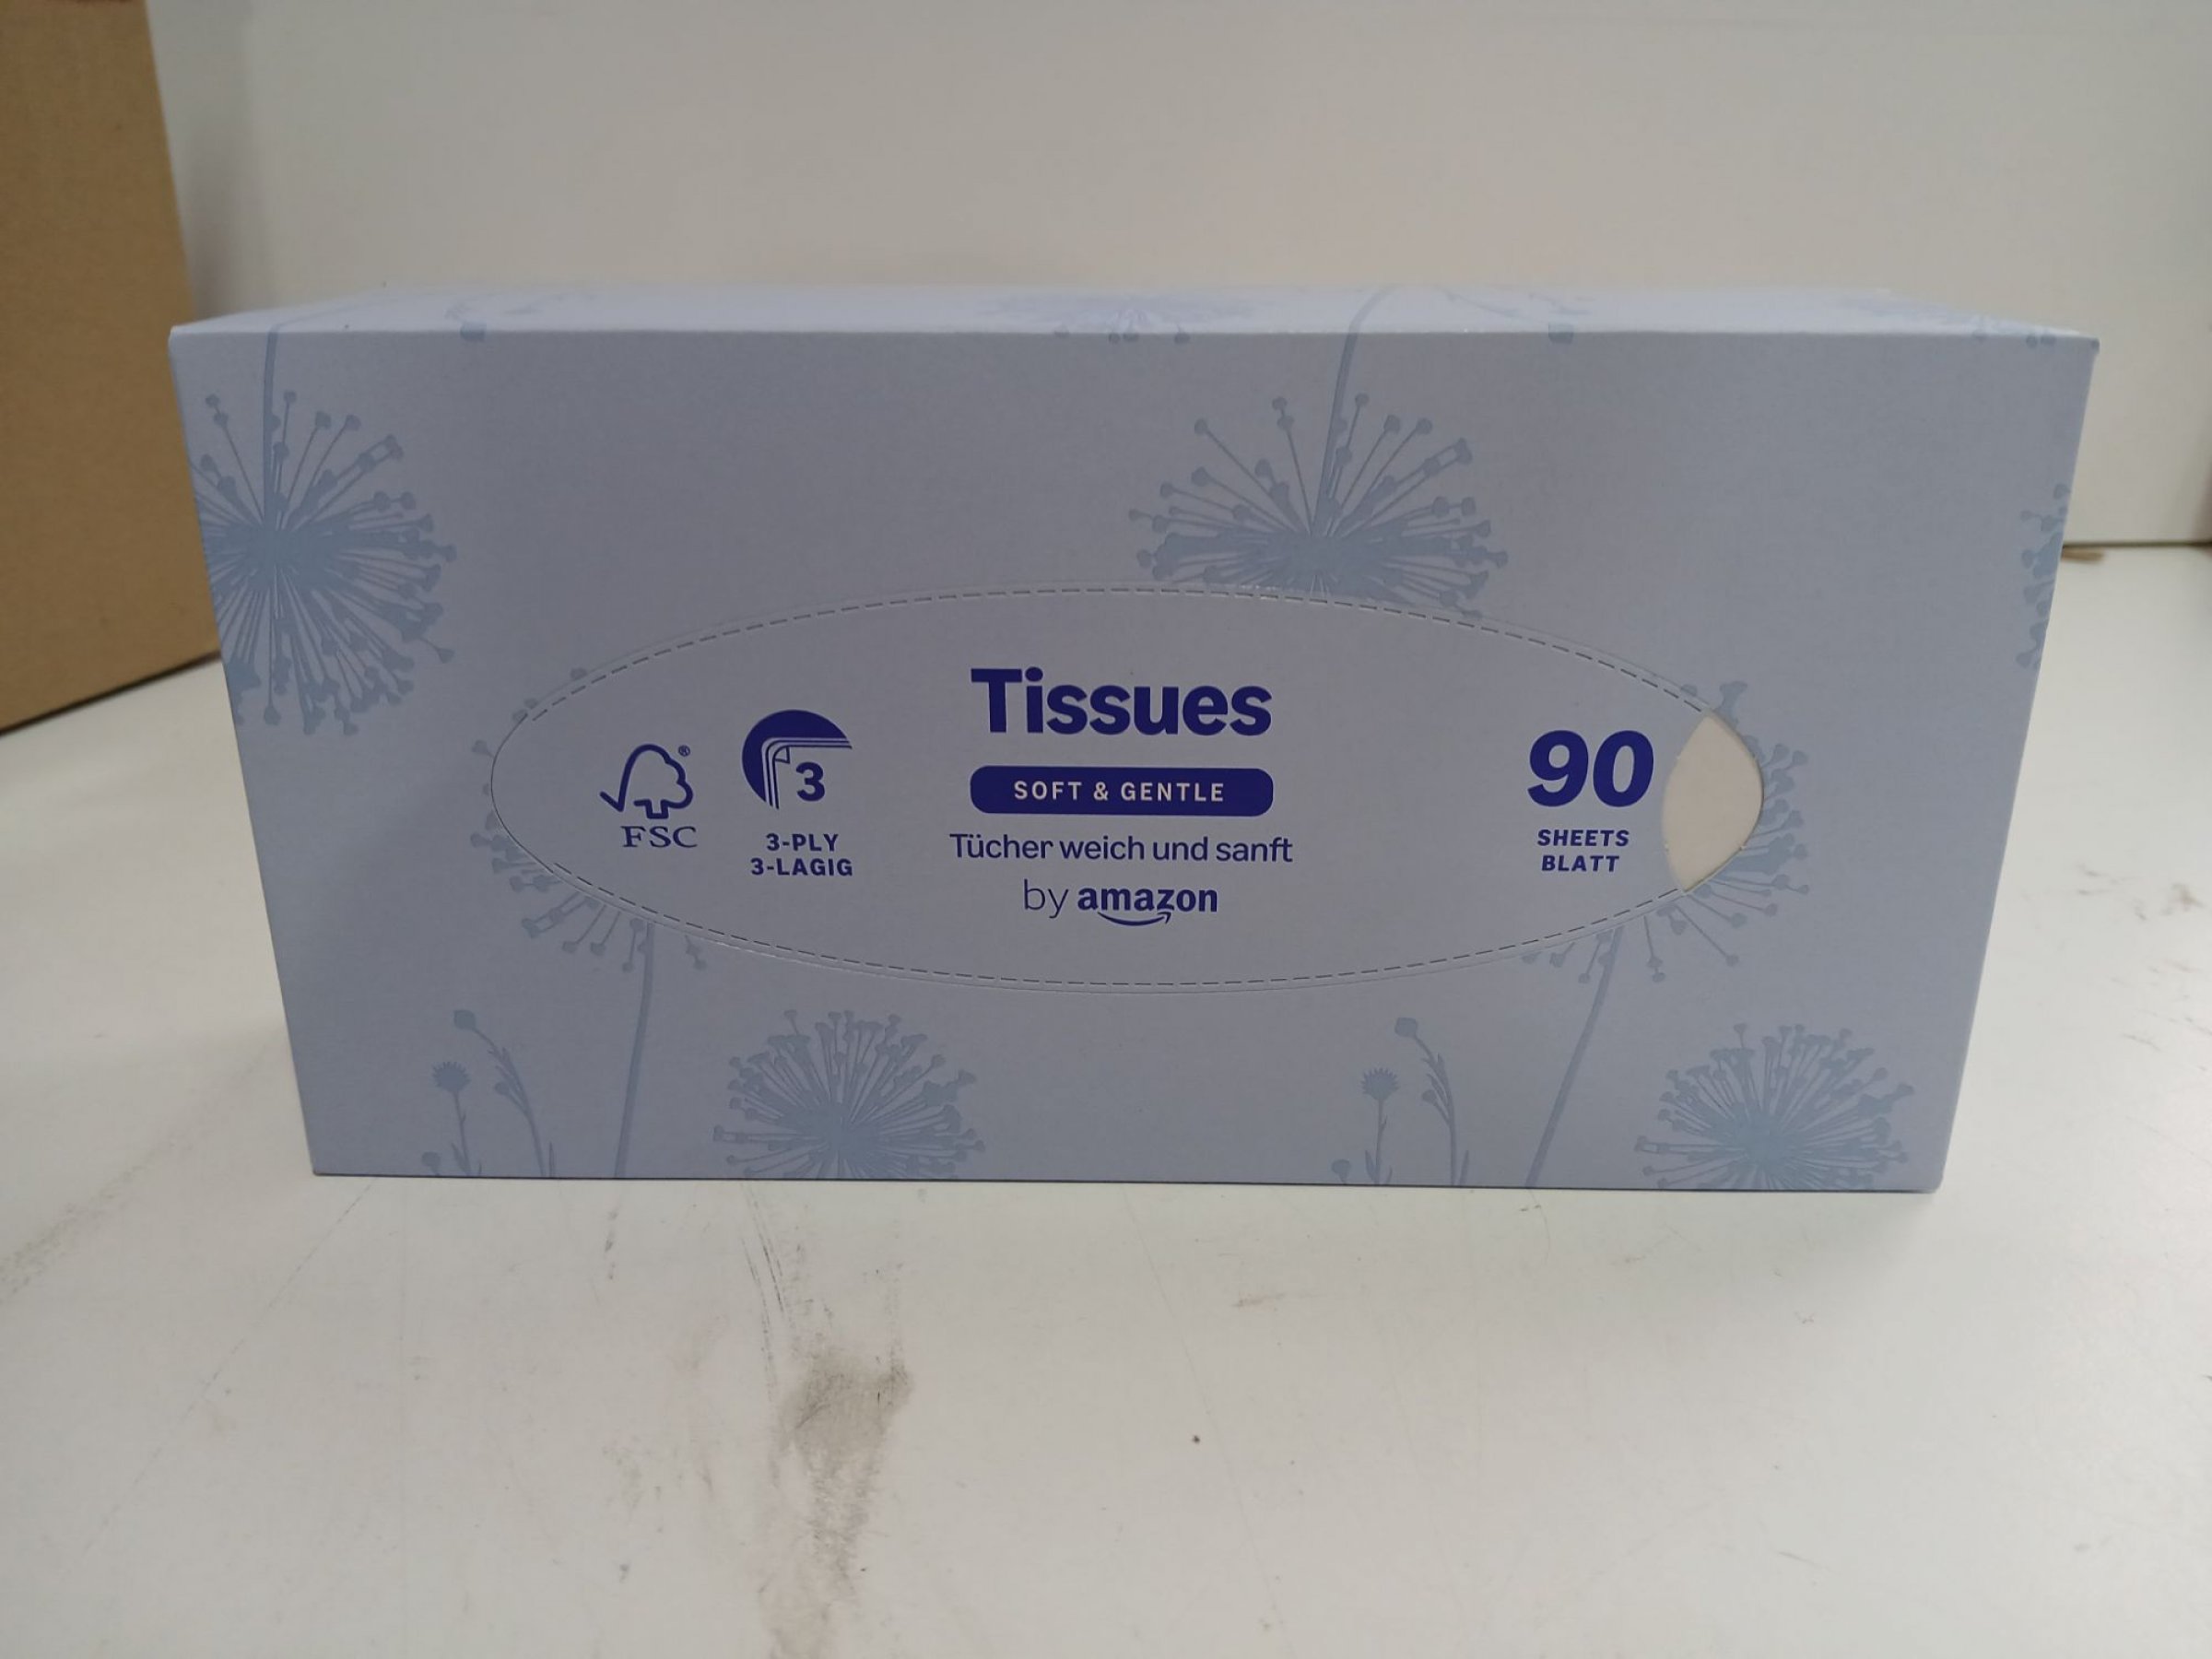 Tissues
SOFT & GENTLE
Tücher weich und sanft
by amazon
®
FSC
3
3-PLY
3-LAGIG
90
SHEETS
BLATT